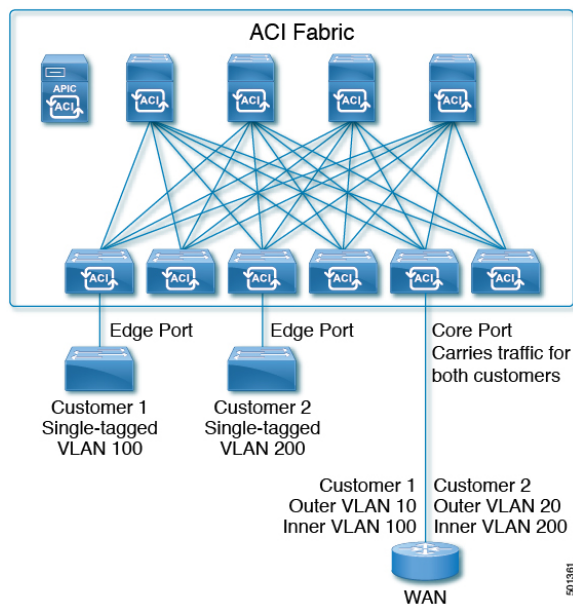 ACI Fabric
APIC
ACI
ACI
ACI
ACI
ACI
ACI
ACI
ACI
ACI
ACI
ACI
Edge Port
Edge Port
Core Port
Carries traffic for
both customers
Customer 1
Single-tagged
VLAN 100
Customer 2
Single-tagged
VLAN 200
Customer 1
Outer VLAN 10
Inner VLAN 100
Customer 2
Outer VLAN 20
Inner VLAN 200
WAN
501361